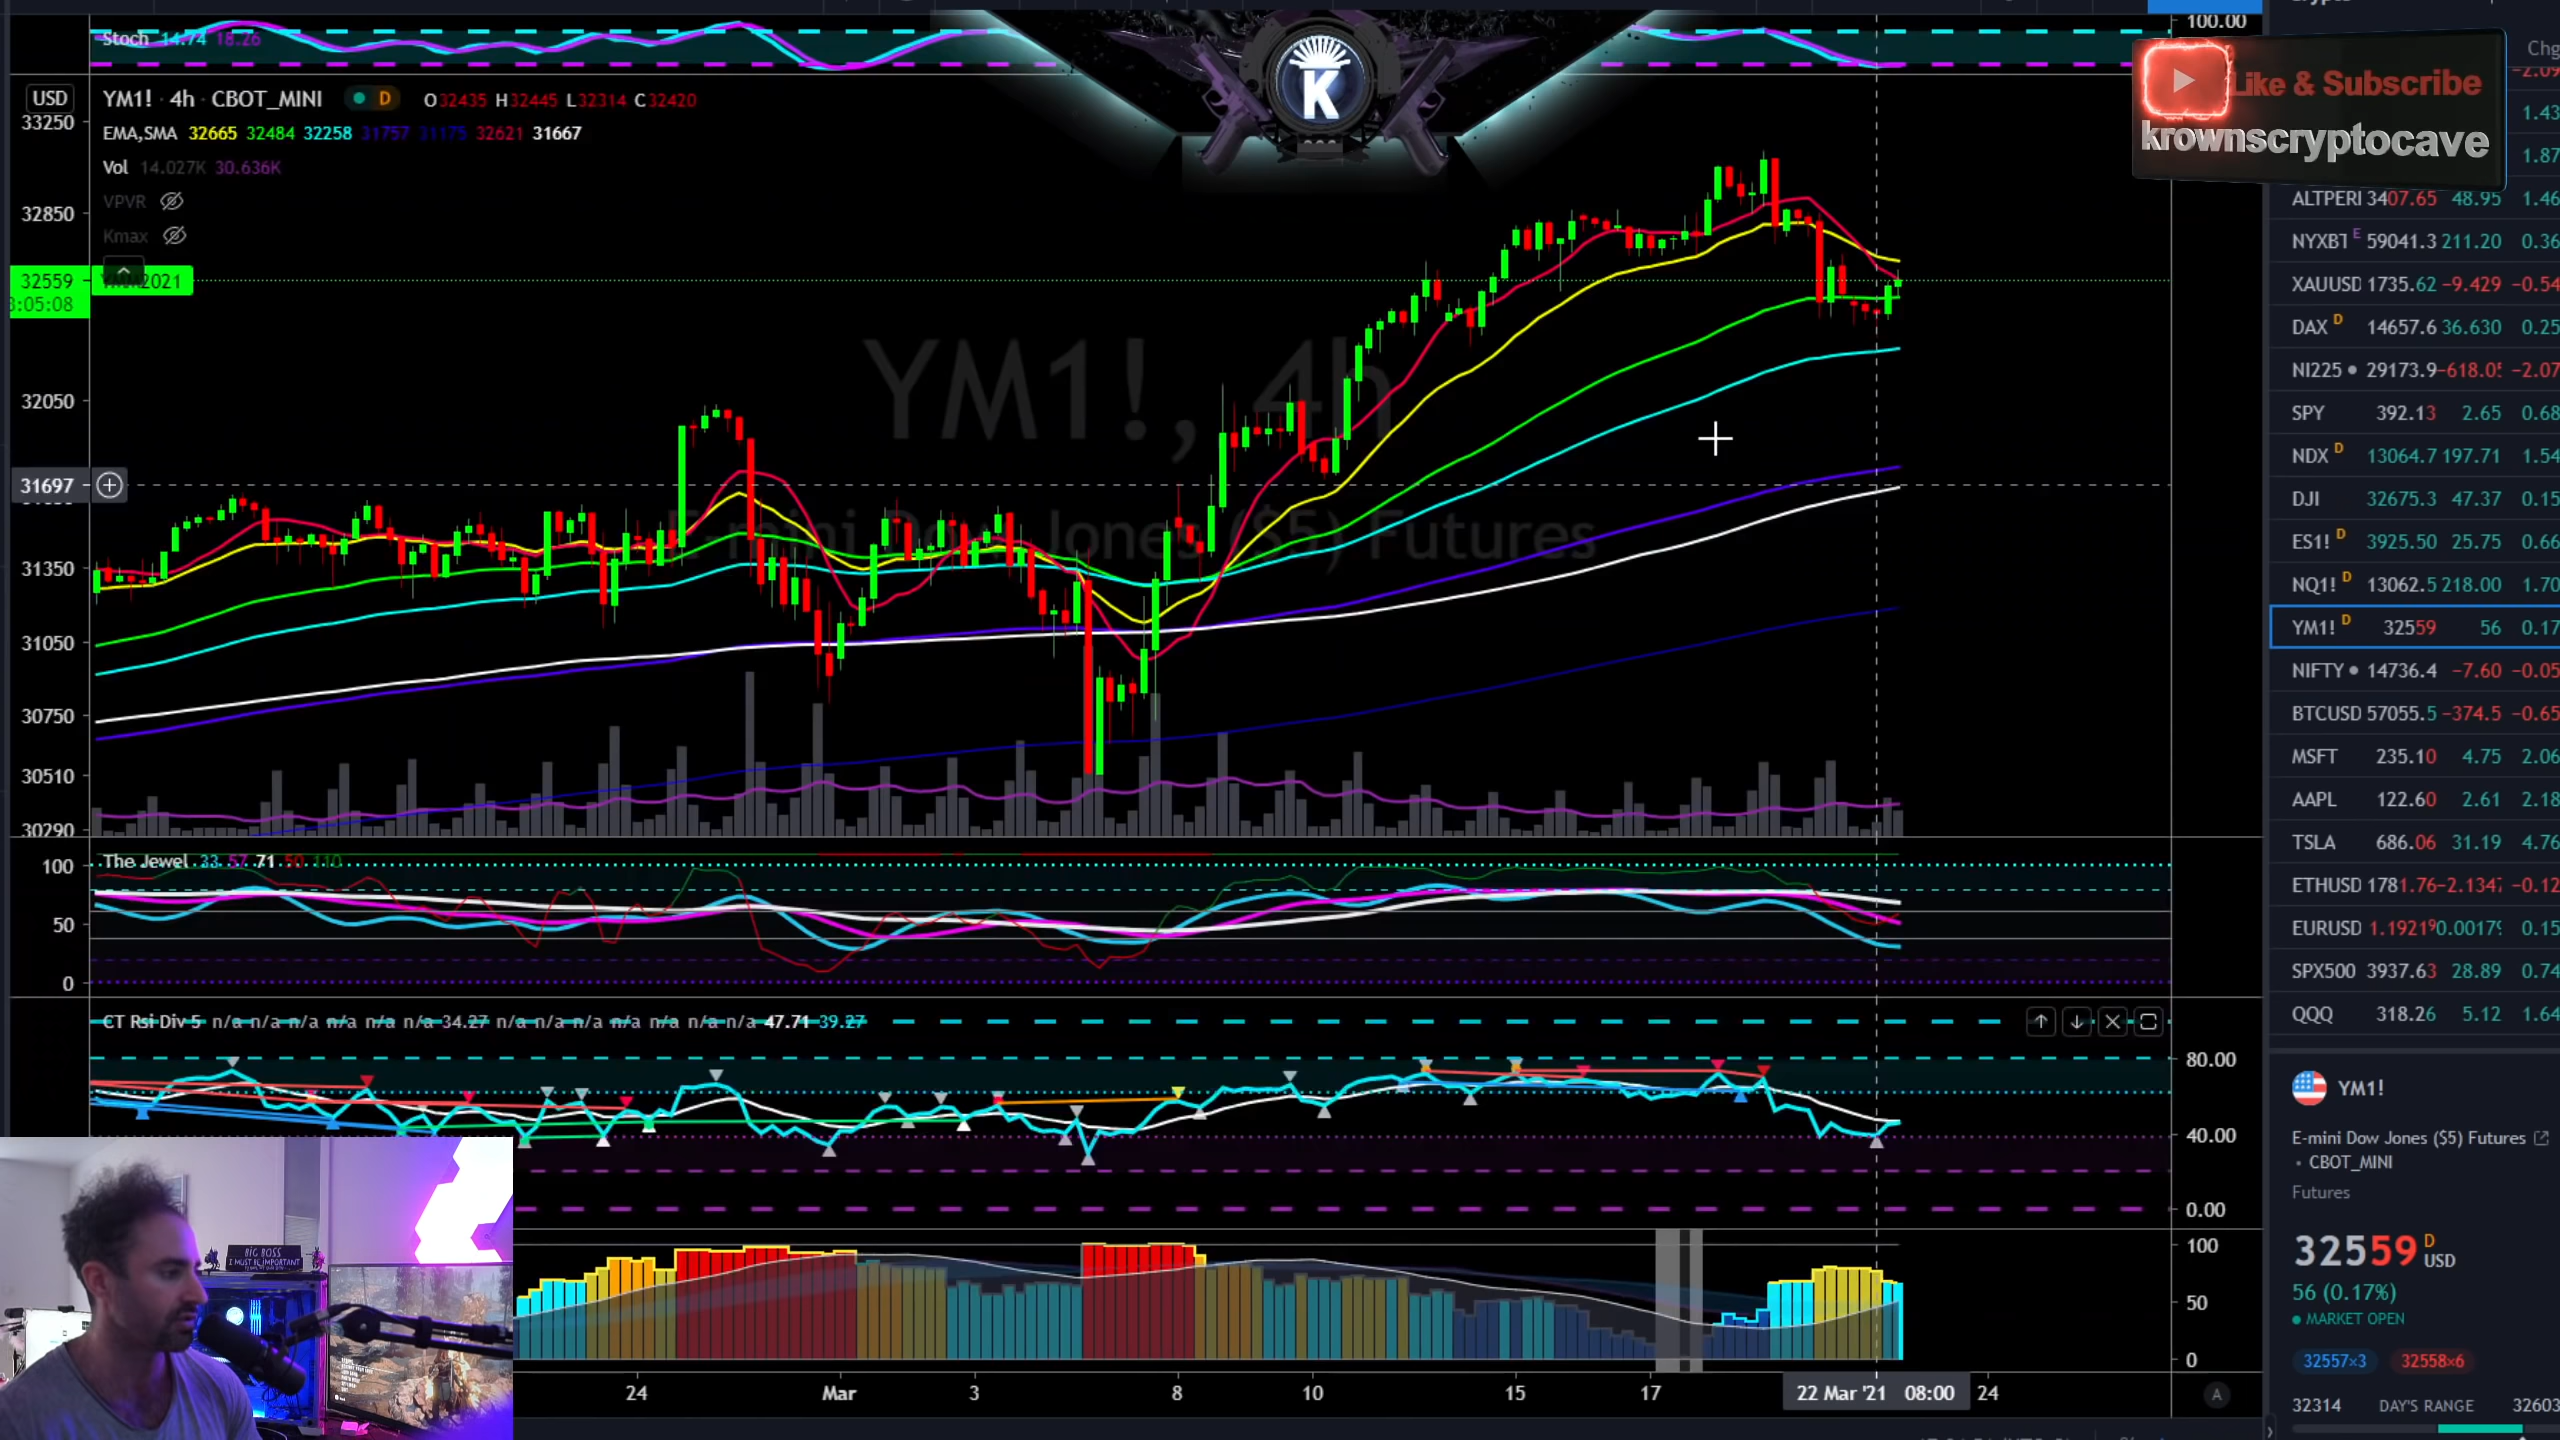 100.00
Stoch 14.74 18.26
K
Like & Subscribe
krownscryptocave
USD
YM1! · 4h · CBOT_MINI D O32435 H32445 L32314 C32420
EMA,SMA 32665 32484 32258 31757 31175 32621 31667
Vol 14.027K 30.636K
VPVR
Kmax
33250
32850
32559
3:05:08
32050
31697
31350
31050
30750
30510
30290
YM1!, 4h
E-mini Dow Jones ($5) Futures
The Jewel 33 57 71 50 110
100
50
0
CT Rsi Div 5 n/a n/a n/a n/a n/a n/a 34.27 n/a n/a n/a n/a n/a n/a n/a 47.71 39.27
80.00
40.00
0.00
100
50
0
BIG BOSS
I MUST BE IMPORTANT
24 Mar 3 8 10 15 17 22 Mar '21 08:00 24
A
Chg
1.43
1.87
ALTPERI 3407.65 48.95 1.46
NYXBT E 59041.3 211.20 0.36
XAUUSD 1735.62 −9.429 −0.54
DAX D 14657.6 36.630 0.25
NI225 29173.9 −618.0 −2.07
SPY 392.13 2.65 0.68
NDX D 13064.7 197.71 1.54
DJI 32675.3 47.37 0.15
ES1! D 3925.50 25.75 0.66
NQ1! D 13062.5 218.00 1.70
YM1! D 32559 56 0.17
NIFTY 14736.4 −7.60 −0.05
BTCUSD 57055.5 −374.5 −0.65
MSFT 235.10 4.75 2.06
AAPL 122.60 2.61 2.18
TSLA 686.06 31.19 4.76
ETHUSD 1781.76 −2.134 −0.12
EURUSD 1.19219 0.00179 0.15
SPX500 3937.63 28.89 0.74
QQQ 318.26 5.12 1.64
YM1!
E-mini Dow Jones ($5) Futures
• CBOT_MINI
Futures
32559 D USD
56 (0.17%)
MARKET OPEN
32557×3 32558×6
32314 DAY'S RANGE 32603